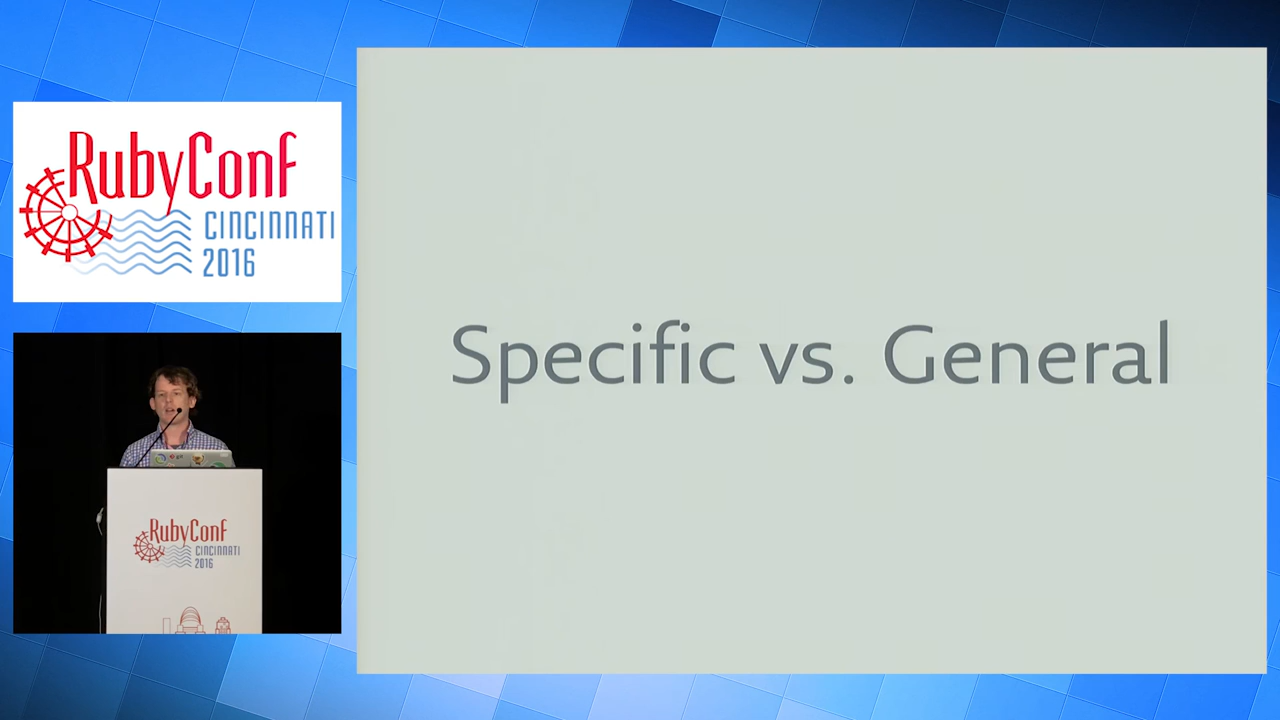 RubyConf
CINCINNATI
2016
Specific vs. General
RubyConf
CINCINNATI
2016